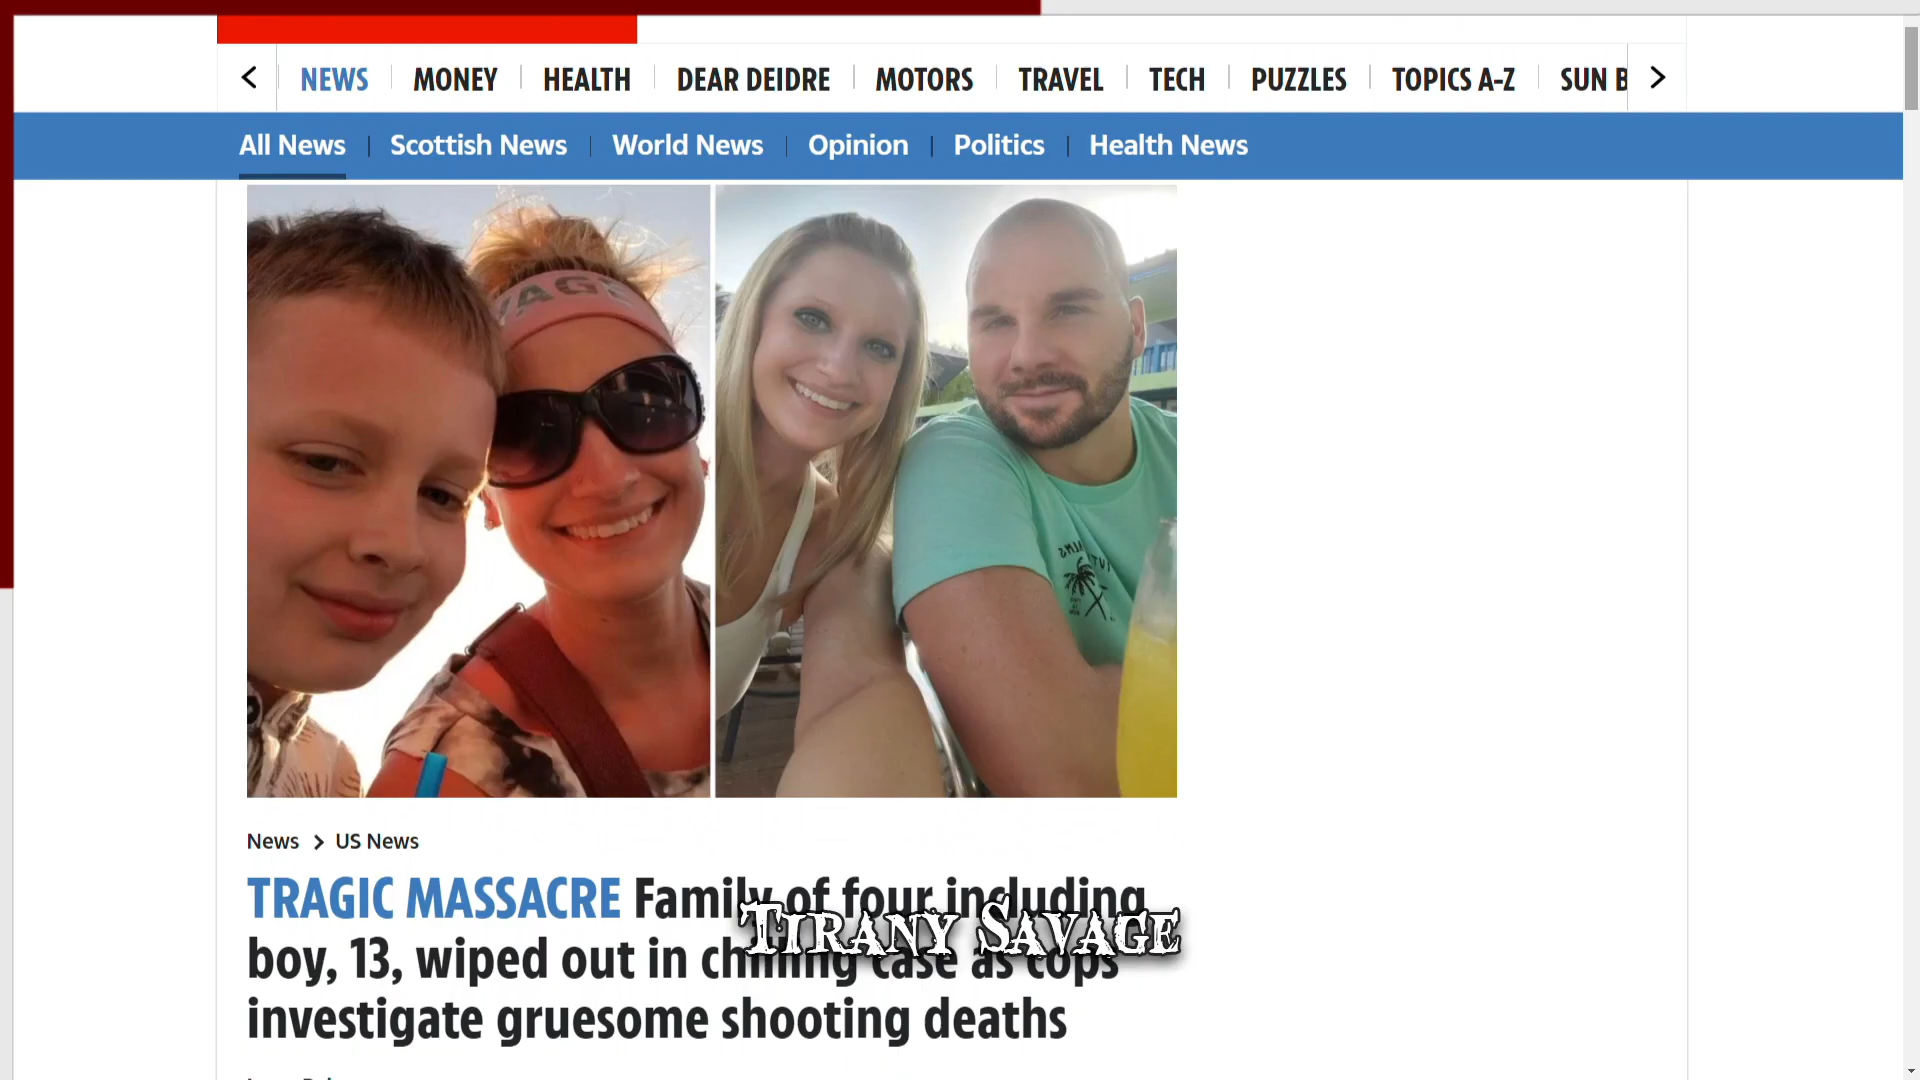 NEWS MONEY HEALTH DEAR DEIDRE MOTORS TRAVEL TECH PUZZLES TOPICS A-Z SUN B
All News Scottish News World News Opinion Politics Health News
VAGE
News > US News
TRAGIC MASSACRE Family of four including
Tirany Savage
boy, 13, wiped out in chilling case as cops
investigate gruesome shooting deaths